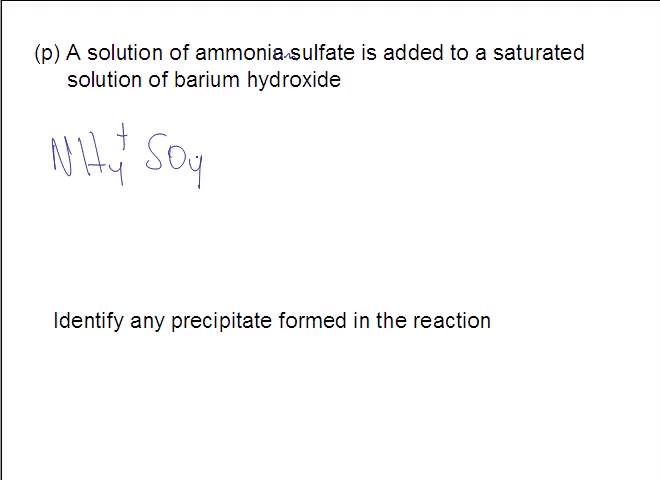 (p) A solution of ammonia sulfate is added to a saturated
solution of barium hydroxide
NH₄⁺ SO₄
Identify any precipitate formed in the reaction